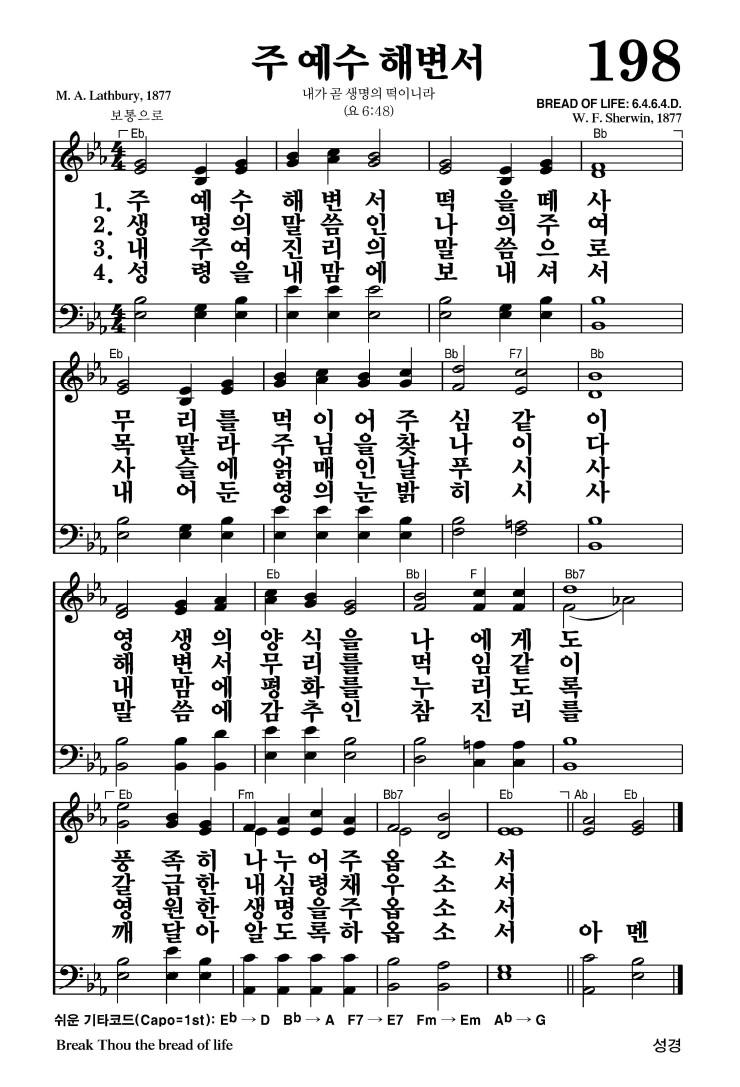 주 예수 해변서
198
M. A. Lathbury, 1877
내가 곧 생명의 떡이니라
(요 6:48)
BREAD OF LIFE: 6.4.6.4.D.
W. F. Sherwin, 1877
보통으로
Eb Bb
4 4
1. 주 예 수 해 변 서 떡 을 떼 사
2. 생 명 의 말 씀 인 나 의 주 여
3. 내 주 여 진 리 의 말 씀 으 로
4. 성 령 을 내 맘 에 보 내 셔 서
4 4
Eb Bb F7 Bb
무 리 를 먹 이 어 주 심 같 이
목 말 라 주 님 을 찾 나 이 다
사 슬 에 얽 매 인 날 푸 시 사
내 어 둔 영 의 눈 밝 히 시 사
Eb Bb F Bb7
영 생 의 양 식 을 나 에 게 도
해 변 서 무 리 를 먹 임 같 이
내 맘 에 평 화 를 누 리 도 록
말 씀 에 감 추 인 참 진 리 를
Eb Fm Bb7 Eb Ab Eb
풍 족 히 나 누 어 주 옵 소 서
갈 급 한 내 심 령 채 우 소 서
영 원 한 생 명 을 주 옵 소 서
깨 달 아 알 도 록 하 옵 소 서 아 멘
쉬운 기타코드(Capo=1st): Eb → D Bb → A F7 → E7 Fm → Em Ab → G
Break Thou the bread of life
성경